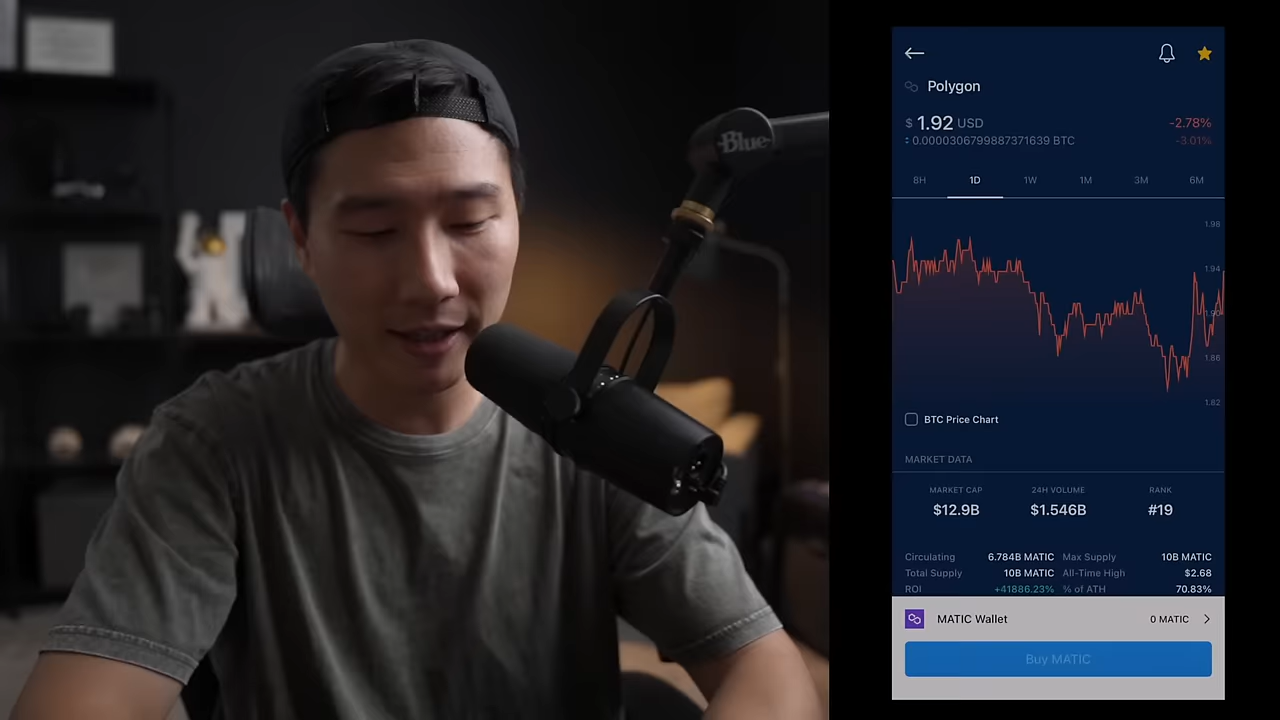 Blue
Polygon
$ 1.92 USD -2.78%
0.0000306799887371639 BTC -3.01%
8H 1D 1W 1M 3M 6M
1.98
1.94
1.90
1.86
1.82
BTC Price Chart
MARKET DATA
MARKET CAP 24H VOLUME RANK
$12.9B $1.546B #19
Circulating 6.784B MATIC Max Supply 10B MATIC
Total Supply 10B MATIC All-Time High $2.68
ROI +41886.23% % of ATH 70.83%
MATIC Wallet 0 MATIC
Buy MATIC